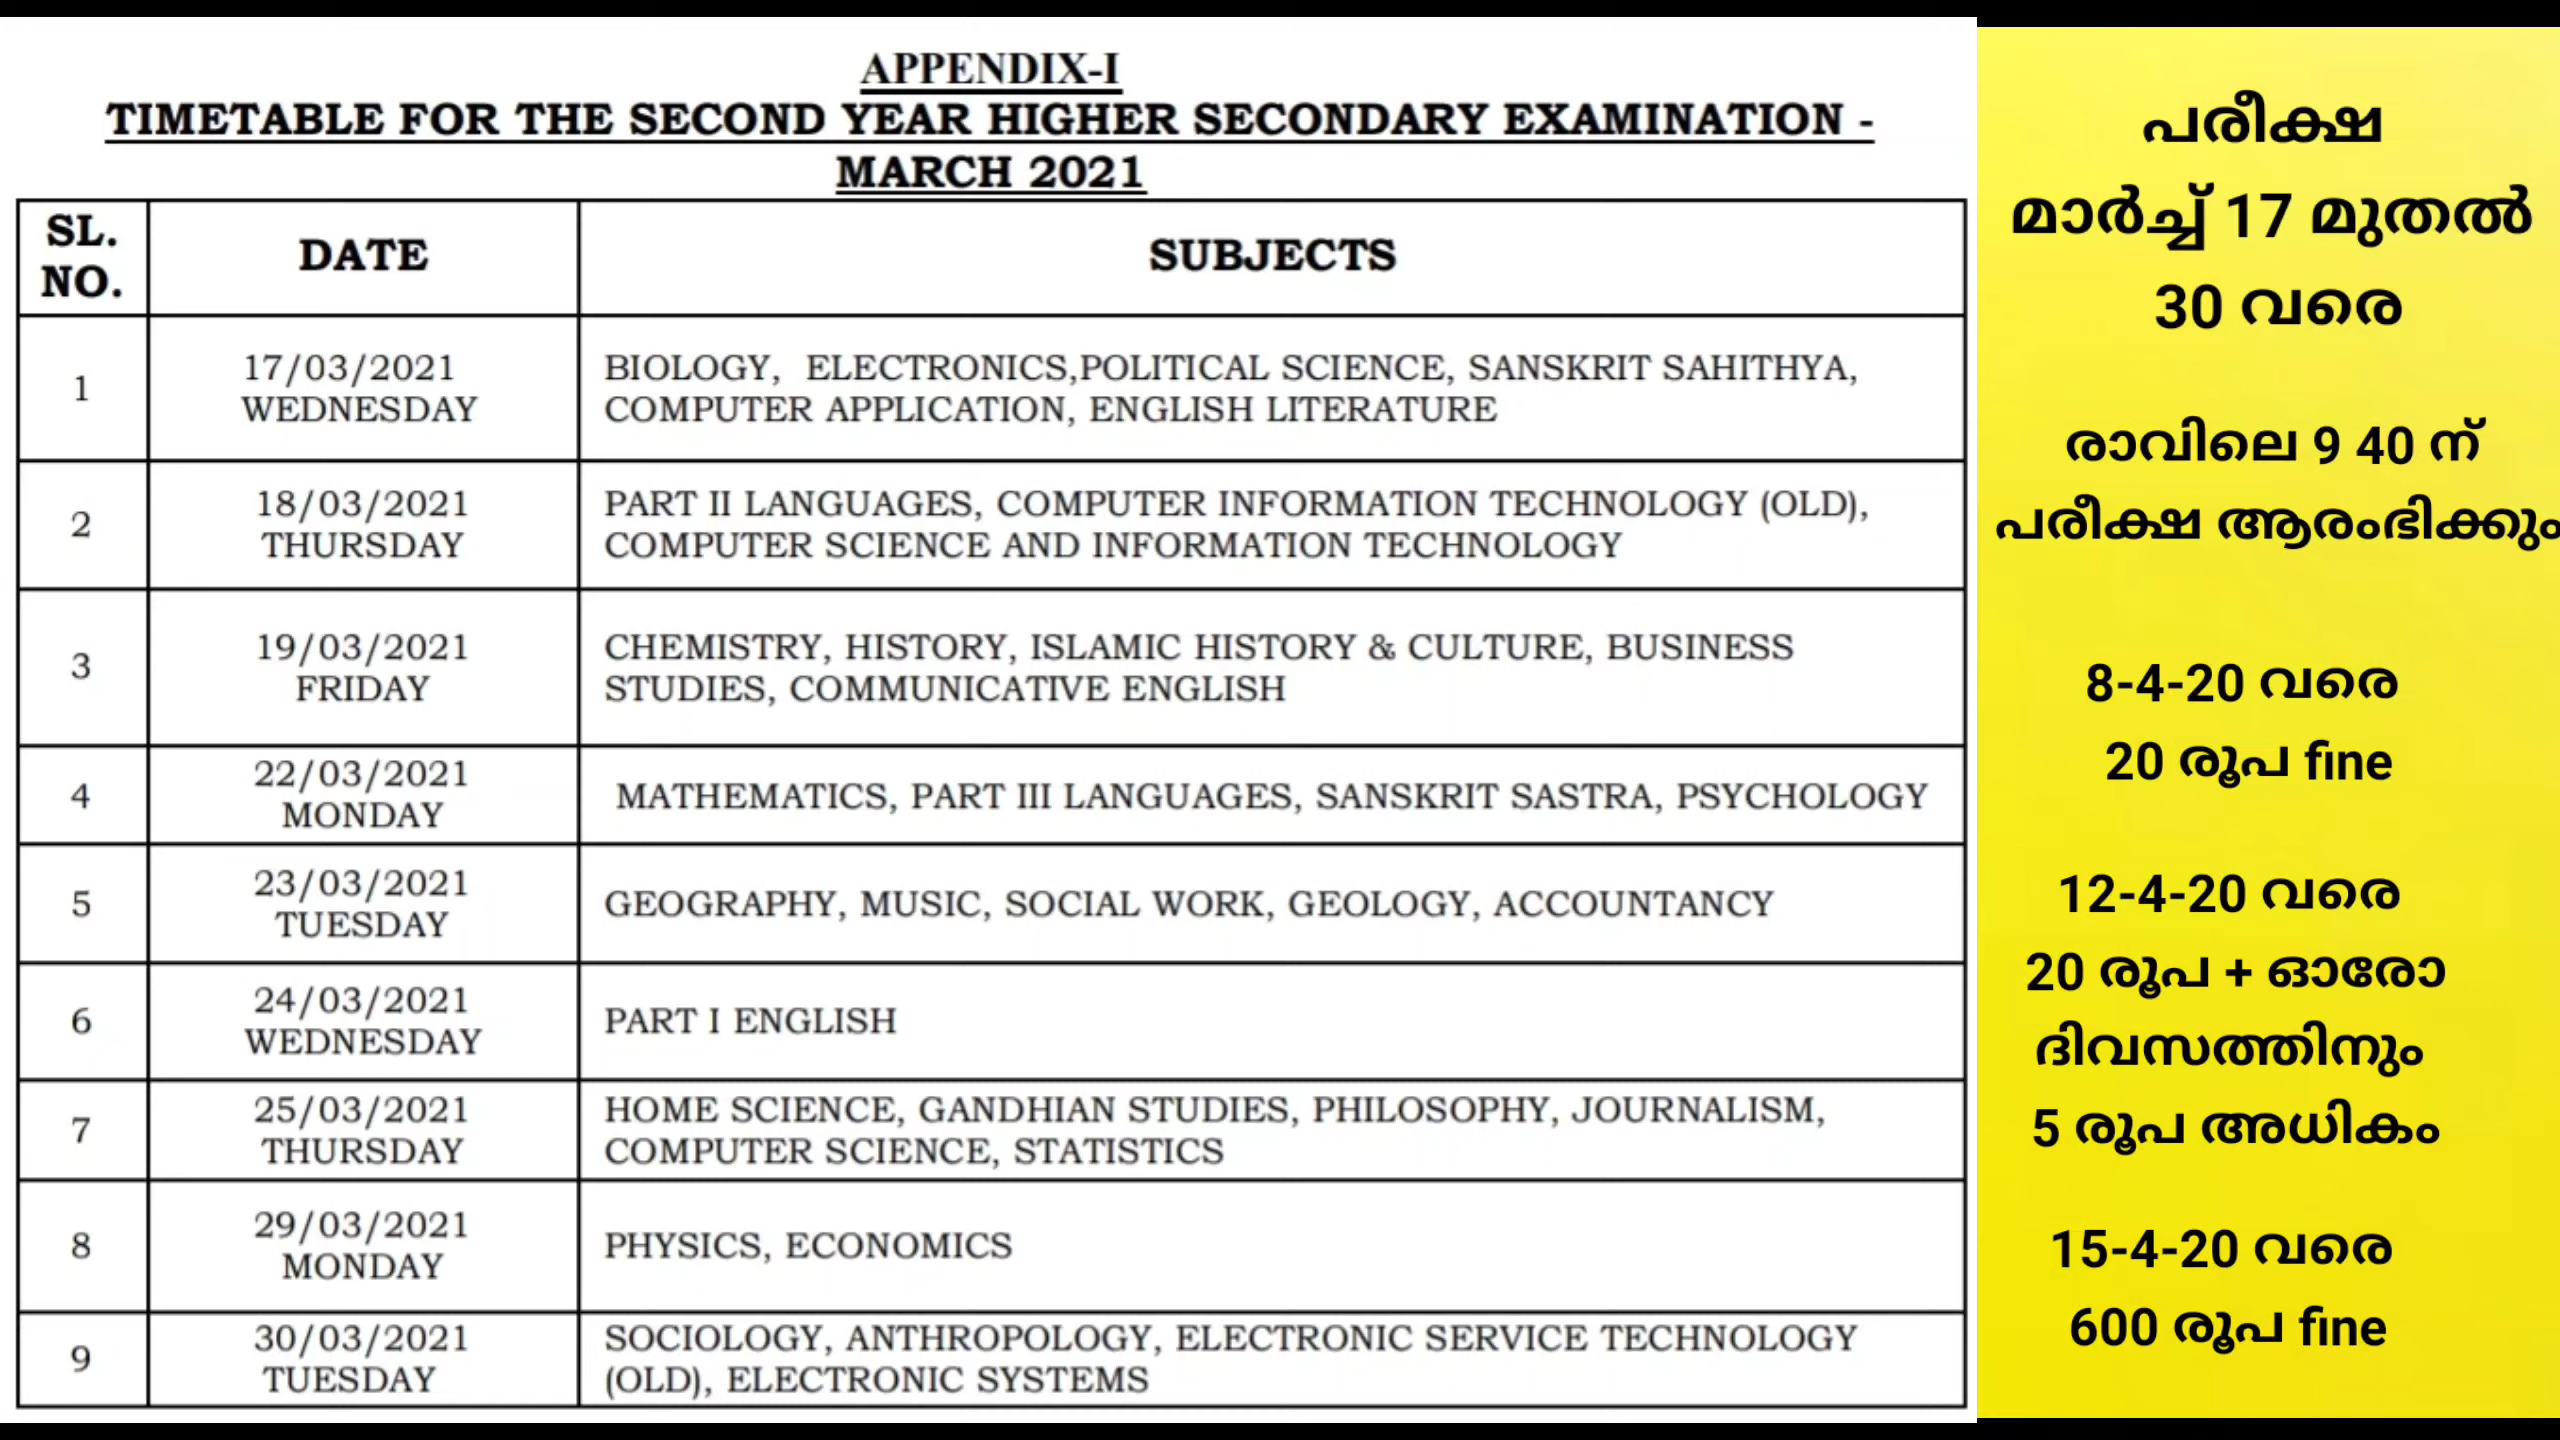 APPENDIX-I
TIMETABLE FOR THE SECOND YEAR HIGHER SECONDARY EXAMINATION -
MARCH 2021
SL.
NO.
DATE
SUBJECTS
1
17/03/2021
WEDNESDAY
BIOLOGY, ELECTRONICS,POLITICAL SCIENCE, SANSKRIT SAHITHYA,
COMPUTER APPLICATION, ENGLISH LITERATURE
2
18/03/2021
THURSDAY
PART II LANGUAGES, COMPUTER INFORMATION TECHNOLOGY (OLD),
COMPUTER SCIENCE AND INFORMATION TECHNOLOGY
3
19/03/2021
FRIDAY
CHEMISTRY, HISTORY, ISLAMIC HISTORY & CULTURE, BUSINESS
STUDIES, COMMUNICATIVE ENGLISH
4
22/03/2021
MONDAY
MATHEMATICS, PART III LANGUAGES, SANSKRIT SASTRA, PSYCHOLOGY
5
23/03/2021
TUESDAY
GEOGRAPHY, MUSIC, SOCIAL WORK, GEOLOGY, ACCOUNTANCY
6
24/03/2021
WEDNESDAY
PART I ENGLISH
7
25/03/2021
THURSDAY
HOME SCIENCE, GANDHIAN STUDIES, PHILOSOPHY, JOURNALISM,
COMPUTER SCIENCE, STATISTICS
8
29/03/2021
MONDAY
PHYSICS, ECONOMICS
9
30/03/2021
TUESDAY
SOCIOLOGY, ANTHROPOLOGY, ELECTRONIC SERVICE TECHNOLOGY
(OLD), ELECTRONIC SYSTEMS
പരീക്ഷ
മാർച്ച് 17 മുതൽ
30 വരെ
രാവിലെ 9 40 ന്
പരീക്ഷ ആരംഭിക്കും
8-4-20 വരെ
20 രൂപ fine
12-4-20 വരെ
20 രൂപ + ഓരോ
ദിവസത്തിനും
5 രൂപ അധികം
15-4-20 വരെ
600 രൂപ fine